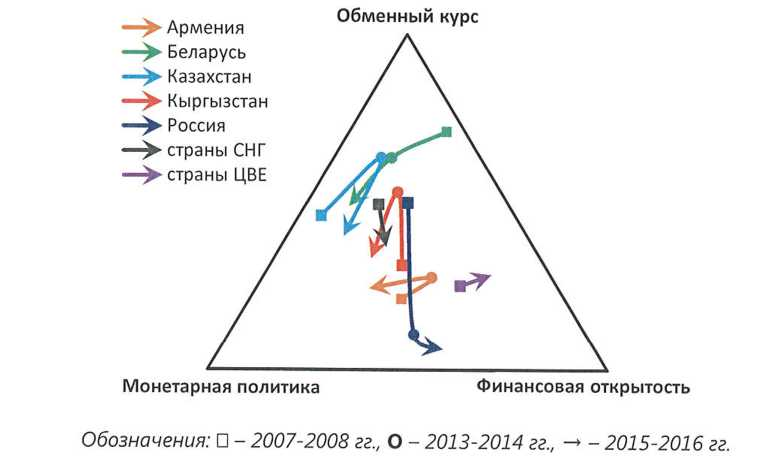 Обменный курс
Армения
Беларусь
Казахстан
Кыргызстан
Россия
страны СНГ
страны ЦВЕ
Монетарная политика
Финансовая открытость
Обозначения: □ – 2007-2008 гг., О – 2013-2014 гг., → – 2015-2016 гг.